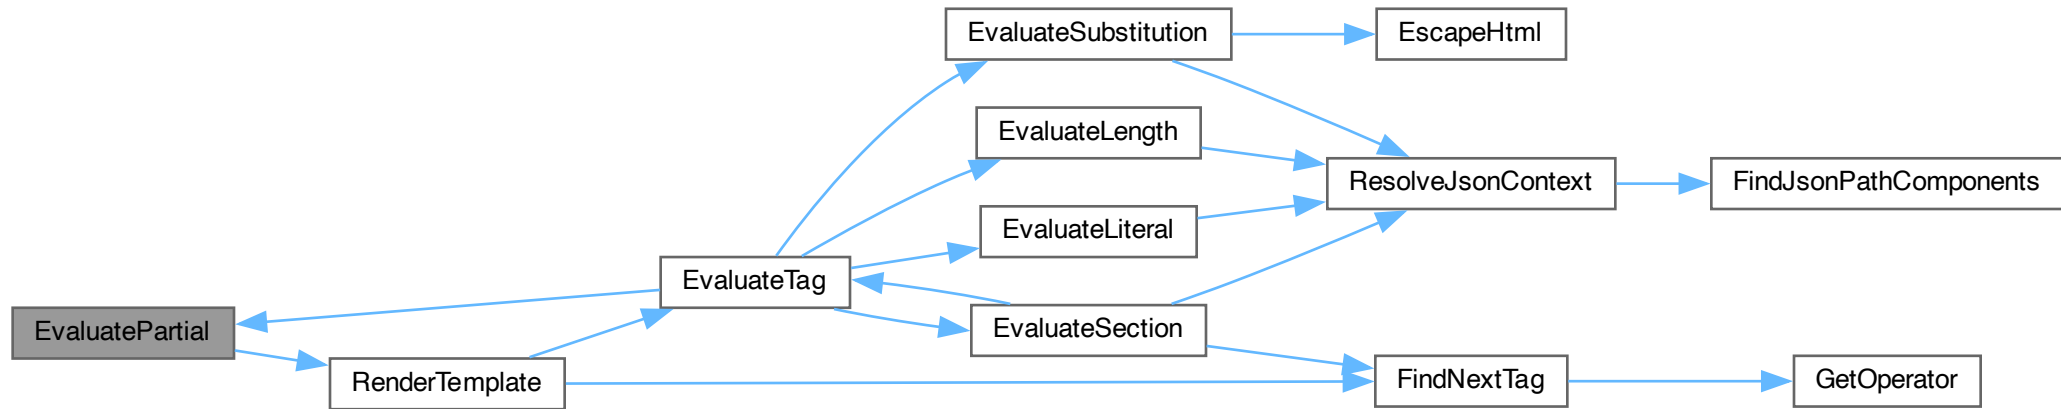 EvaluateSubstitution
EscapeHtml
EvaluateLength
ResolveJsonContext
FindJsonPathComponents
EvaluateLiteral
EvaluateTag
EvaluatePartial
EvaluateSection
RenderTemplate
FindNextTag
GetOperator